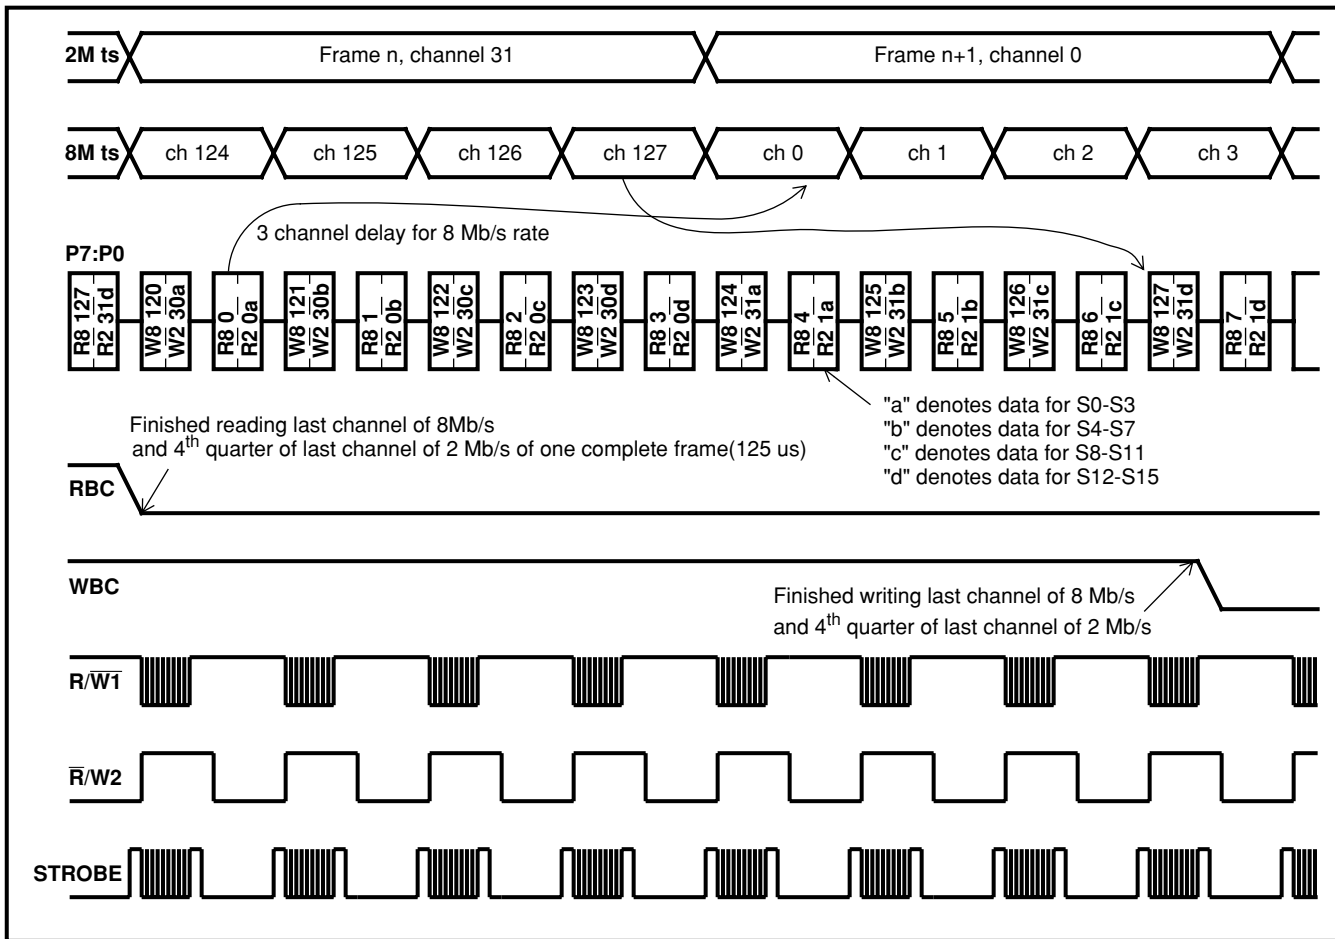 2M ts Frame n, channel 31 Frame n+1, channel 0
8M ts ch 124 ch 125 ch 126 ch 127 ch 0 ch 1 ch 2 ch 3
3 channel delay for 8 Mb/s rate
P7:P0
R8 127
R2 31d
W8 120
W2 30a
R8 0
R2 0a
W8 121
W2 30b
R8 1
R2 0b
W8 122
W2 30c
R8 2
R2 0c
W8 123
W2 30d
R8 3
R2 0d
W8 124
W2 31a
R8 4
R2 1a
W8 125
W2 31b
R8 5
R2 1b
W8 126
W2 31c
R8 6
R2 1c
W8 127
W2 31d
R8 7
R2 1d
"a" denotes data for S0-S3
"b" denotes data for S4-S7
"c" denotes data for S8-S11
"d" denotes data for S12-S15
Finished reading last channel of 8Mb/s
and 4th quarter of last channel of 2 Mb/s of one complete frame(125 us)
RBC
WBC
Finished writing last channel of 8 Mb/s
and 4th quarter of last channel of 2 Mb/s
R/W1
R/W2
STROBE